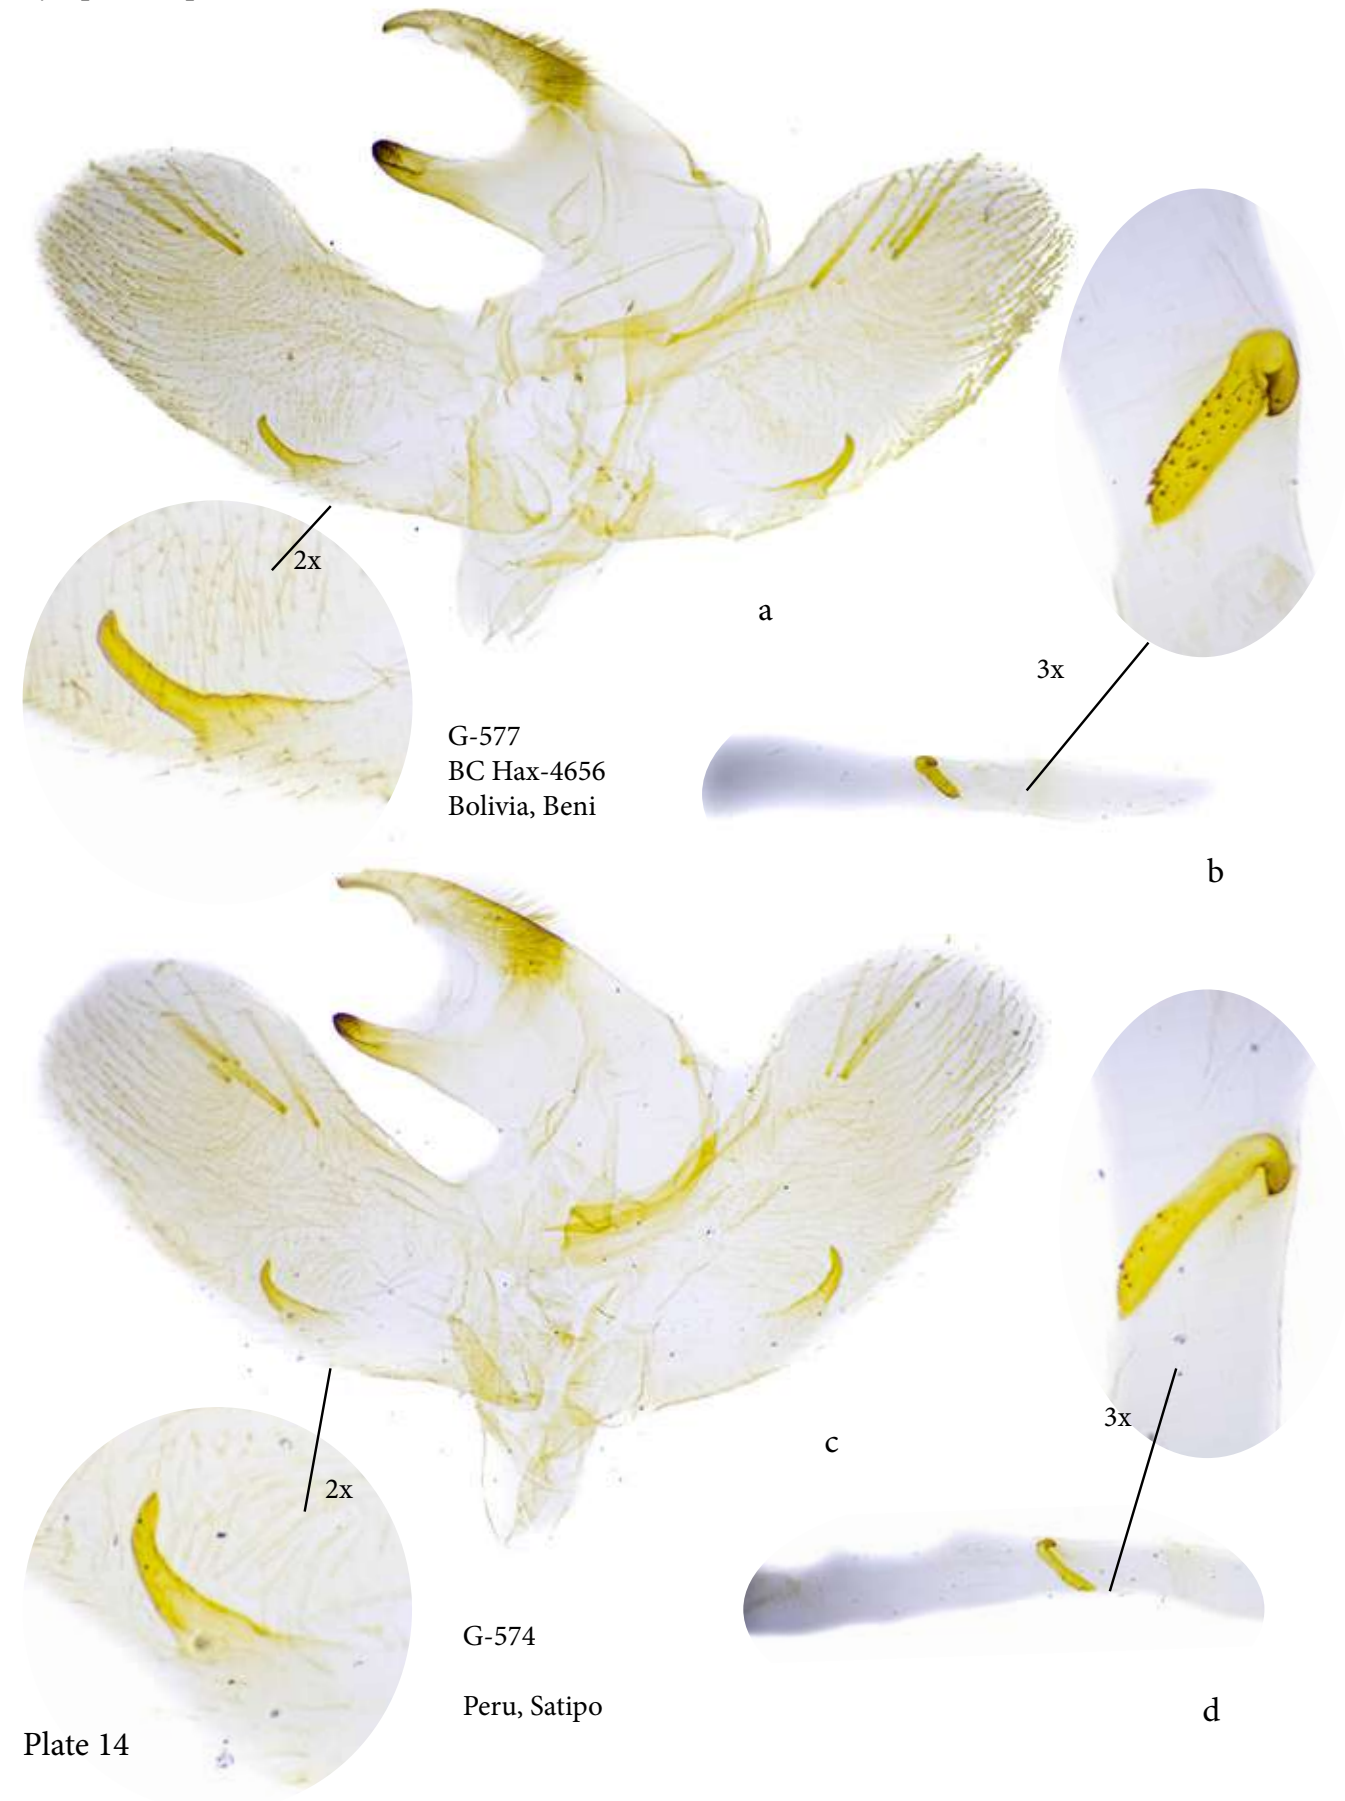 2x
a
3x
G-577
BC Hax-4656
Bolivia, Beni
b
3x
c
2x
G-574
Peru, Satipo
d
Plate 14